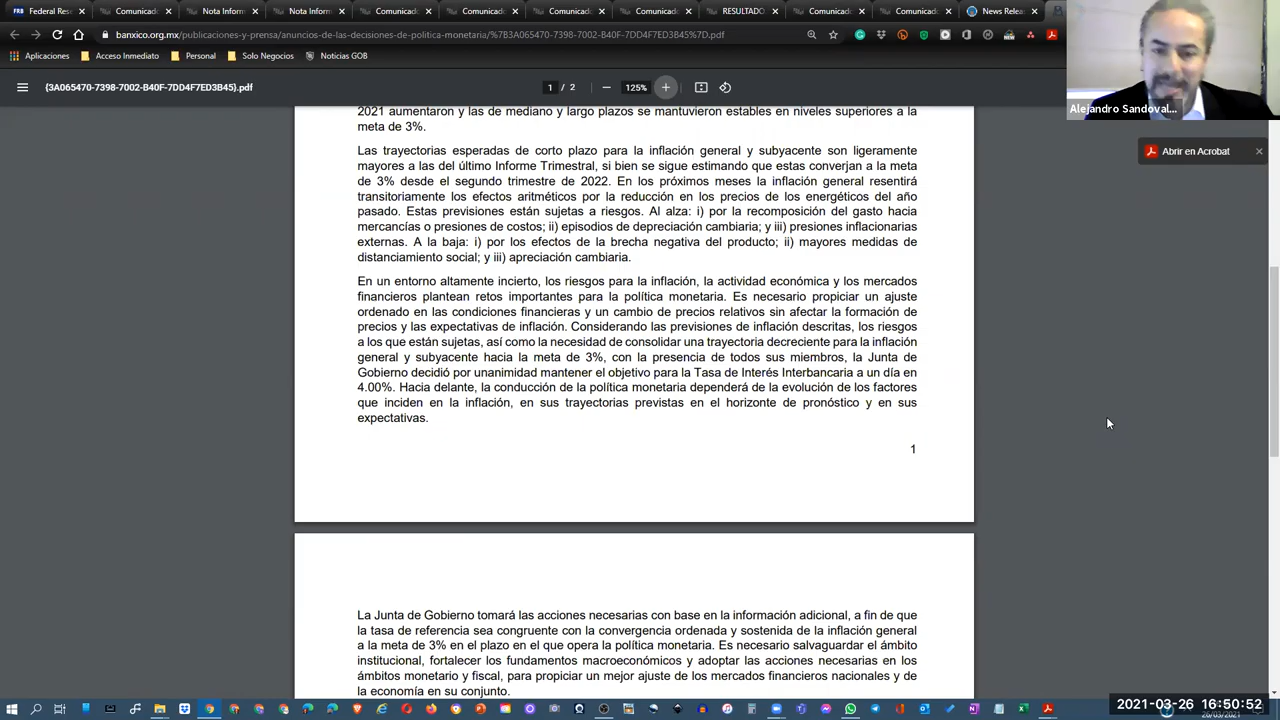 Federal Rese
Comunicado
Nota Inform
Nota Inform
Comunicado
Comunicado
Comunicado
Comunicado
RESULTADO
Comunicado
Comunicado
News Relea
banxico.org.mx/publicaciones-y-prensa/anuncios-de-las-decisiones-de-politica-monetaria/%7B3A065470-7398-7002-B40F-7DD4F7ED3B45%7D.pdf
Aplicaciones
Acceso Inmediato
Personal
Solo Negocios
Noticias GOB
{3A065470-7398-7002-B40F-7DD4F7ED3B45}.pdf
1 / 2
125%
Alejandro Sandoval...
Abrir en Acrobat
2021 aumentaron y las de mediano y largo plazos se mantuvieron estables en niveles superiores a la
meta de 3%.
Las trayectorias esperadas de corto plazo para la inflación general y subyacente son ligeramente
mayores a las del último Informe Trimestral, si bien se sigue estimando que estas converjan a la meta
de 3% desde el segundo trimestre de 2022. En los próximos meses la inflación general resentirá
transitoriamente los efectos aritméticos por la reducción en los precios de los energéticos del año
pasado. Estas previsiones están sujetas a riesgos. Al alza: i) por la recomposición del gasto hacia
mercancías o presiones de costos; ii) episodios de depreciación cambiaria; y iii) presiones inflacionarias
externas. A la baja: i) por los efectos de la brecha negativa del producto; ii) mayores medidas de
distanciamiento social; y iii) apreciación cambiaria.
En un entorno altamente incierto, los riesgos para la inflación, la actividad económica y los mercados
financieros plantean retos importantes para la política monetaria. Es necesario propiciar un ajuste
ordenado en las condiciones financieras y un cambio de precios relativos sin afectar la formación de
precios y las expectativas de inflación. Considerando las previsiones de inflación descritas, los riesgos
a los que están sujetas, así como la necesidad de consolidar una trayectoria decreciente para la inflación
general y subyacente hacia la meta de 3%, con la presencia de todos sus miembros, la Junta de
Gobierno decidió por unanimidad mantener el objetivo para la Tasa de Interés Interbancaria a un día en
4.00%. Hacia delante, la conducción de la política monetaria dependerá de la evolución de los factores
que inciden en la inflación, en sus trayectorias previstas en el horizonte de pronóstico y en sus
expectativas.
1
La Junta de Gobierno tomará las acciones necesarias con base en la información adicional, a fin de que
la tasa de referencia sea congruente con la convergencia ordenada y sostenida de la inflación general
a la meta de 3% en el plazo en el que opera la política monetaria. Es necesario salvaguardar el ámbito
institucional, fortalecer los fundamentos macroeconómicos y adoptar las acciones necesarias en los
ámbitos monetario y fiscal, para propiciar un mejor ajuste de los mercados financieros nacionales y de
la economía en su conjunto.
2021-03-26 16:50:52
26/03/2021